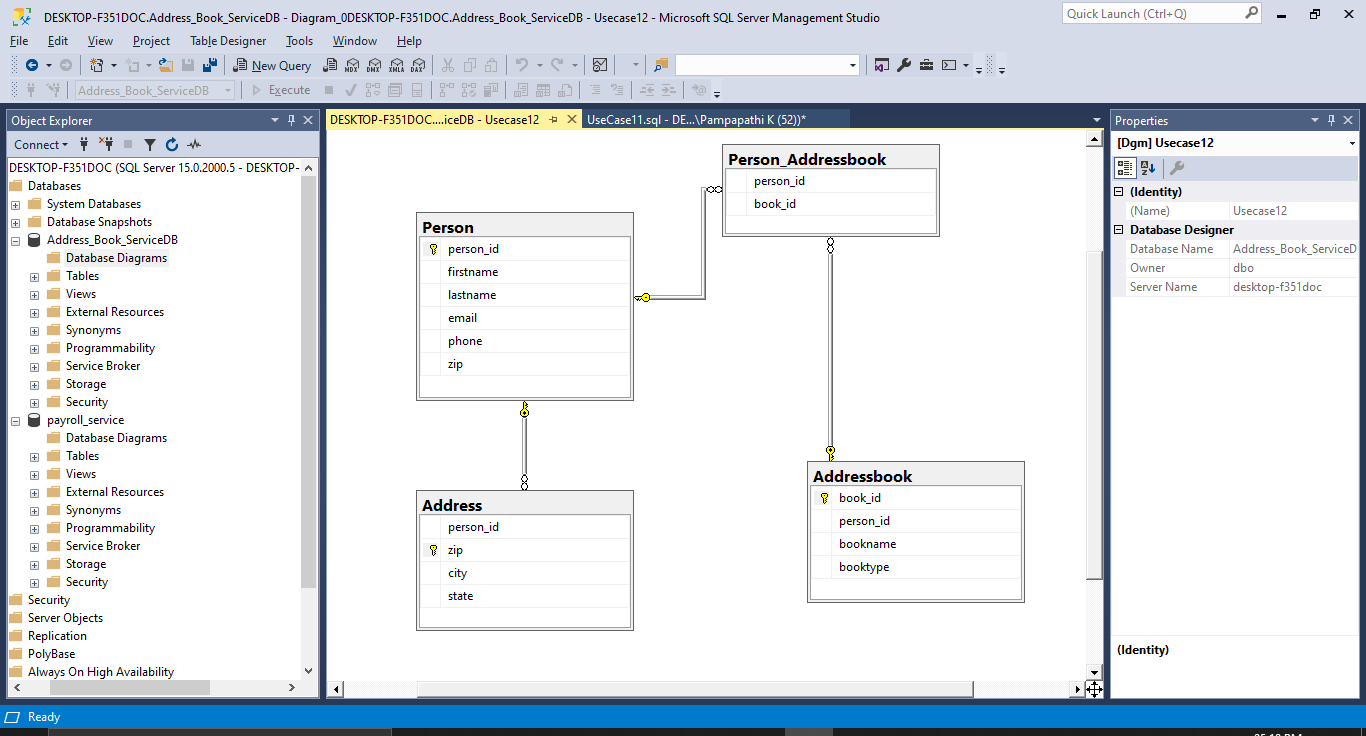 DESKTOP-F351DOC.Address_Book_ServiceDB - Diagram_0DESKTOP-F351DOC.Address_Book_ServiceDB - Usecase12 - Microsoft SQL Server Management Studio
Quick Launch (Ctrl+Q)
File Edit View Project Table Designer Tools Window Help
New Query MDX DMX XMLA DAX
Address_Book_ServiceDB Execute
Object Explorer
Connect
DESKTOP-F351DOC (SQL Server 15.0.2000.5 - DESKTOP-
Databases
System Databases
Database Snapshots
Address_Book_ServiceDB
Database Diagrams
Tables
Views
External Resources
Synonyms
Programmability
Service Broker
Storage
Security
payroll_service
Database Diagrams
Tables
Views
External Resources
Synonyms
Programmability
Service Broker
Storage
Security
Security
Server Objects
Replication
PolyBase
Always On High Availability
DESKTOP-F351DOC....iceDB - Usecase12
UseCase11.sql - DE...\Pampapathi K (52))*
Person_Addressbook
person_id
book_id
Person
person_id
firstname
lastname
email
phone
zip
Address
person_id
zip
city
state
Addressbook
book_id
person_id
bookname
booktype
Properties
[Dgm] Usecase12
(Identity)
(Name) Usecase12
Database Designer
Database Name Address_Book_ServiceD
Owner dbo
Server Name desktop-f351doc
(Identity)
Ready